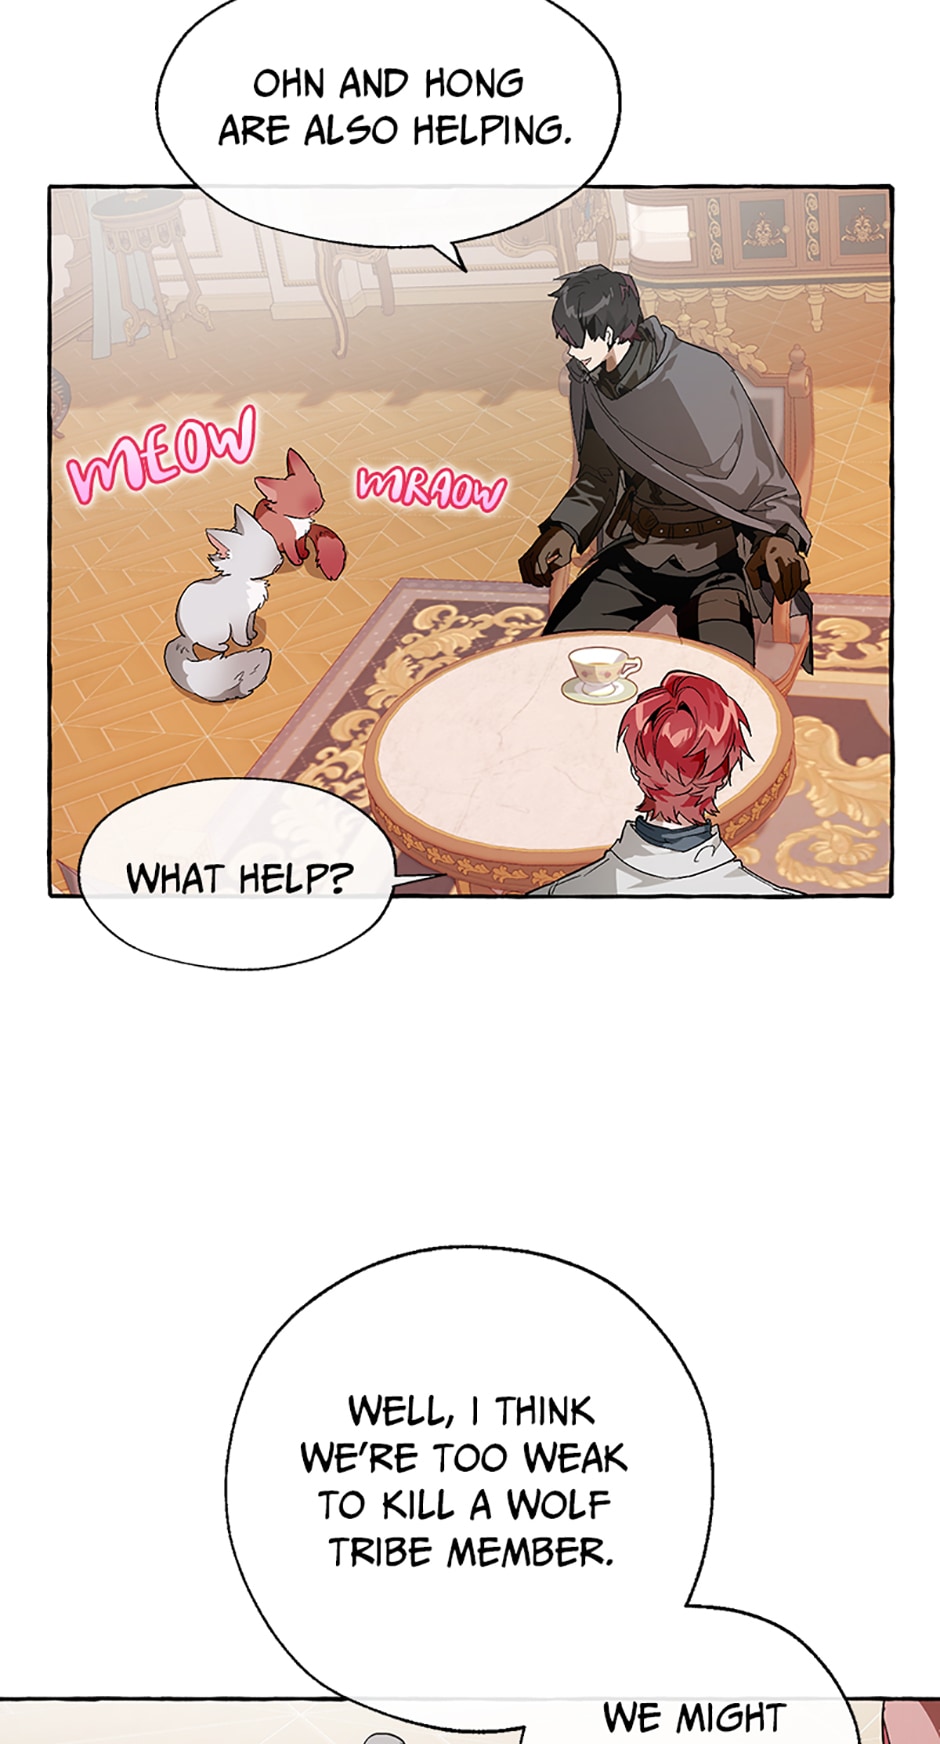 OHN AND HONG
ARE ALSO HELPING.
MEOW
MRAOW
WHAT HELP?
WELL, I THINK
WE'RE TOO WEAK
TO KILL A WOLF
TRIBE MEMBER.
WE MIGHT